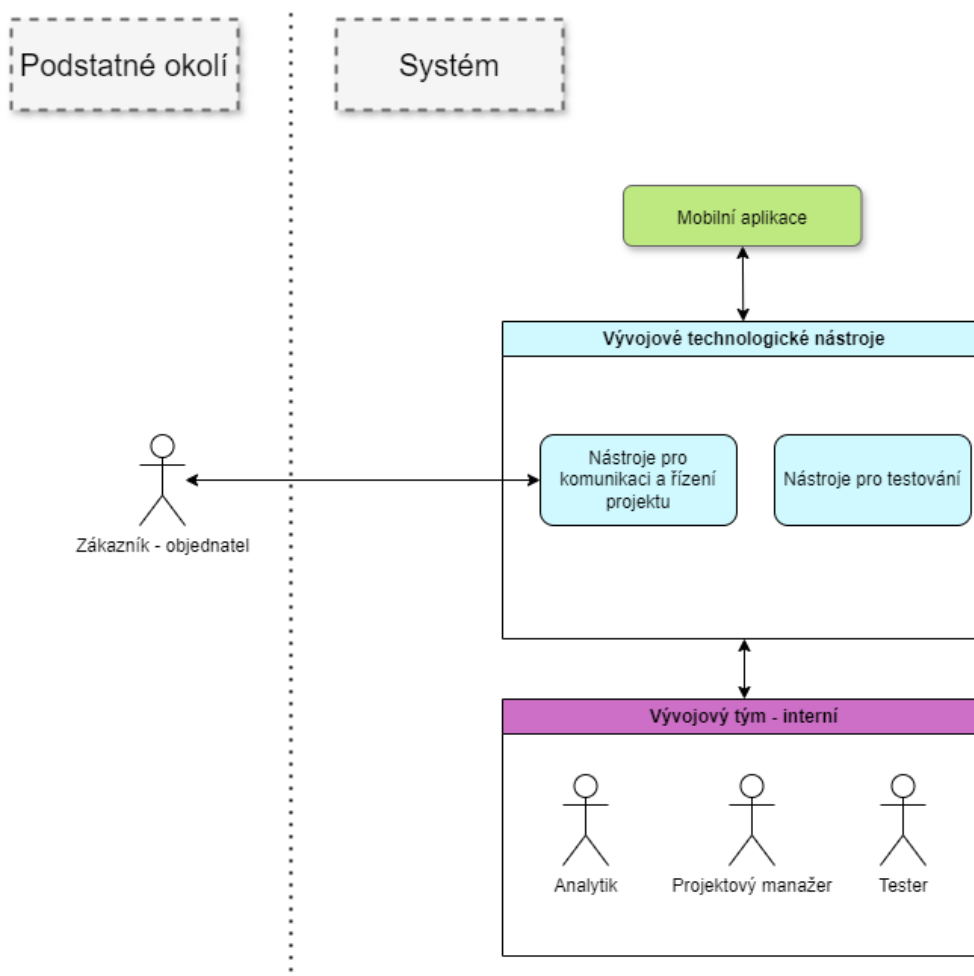 Podstatné okolí
Systém
Mobilní aplikace
Vývojové technologické nástroje
Nástroje pro
komunikaci a řízení
projektu
Nástroje pro testování
Zákazník - objednatel
Vývojový tým - interní
Analytik
Projektový manažer
Tester